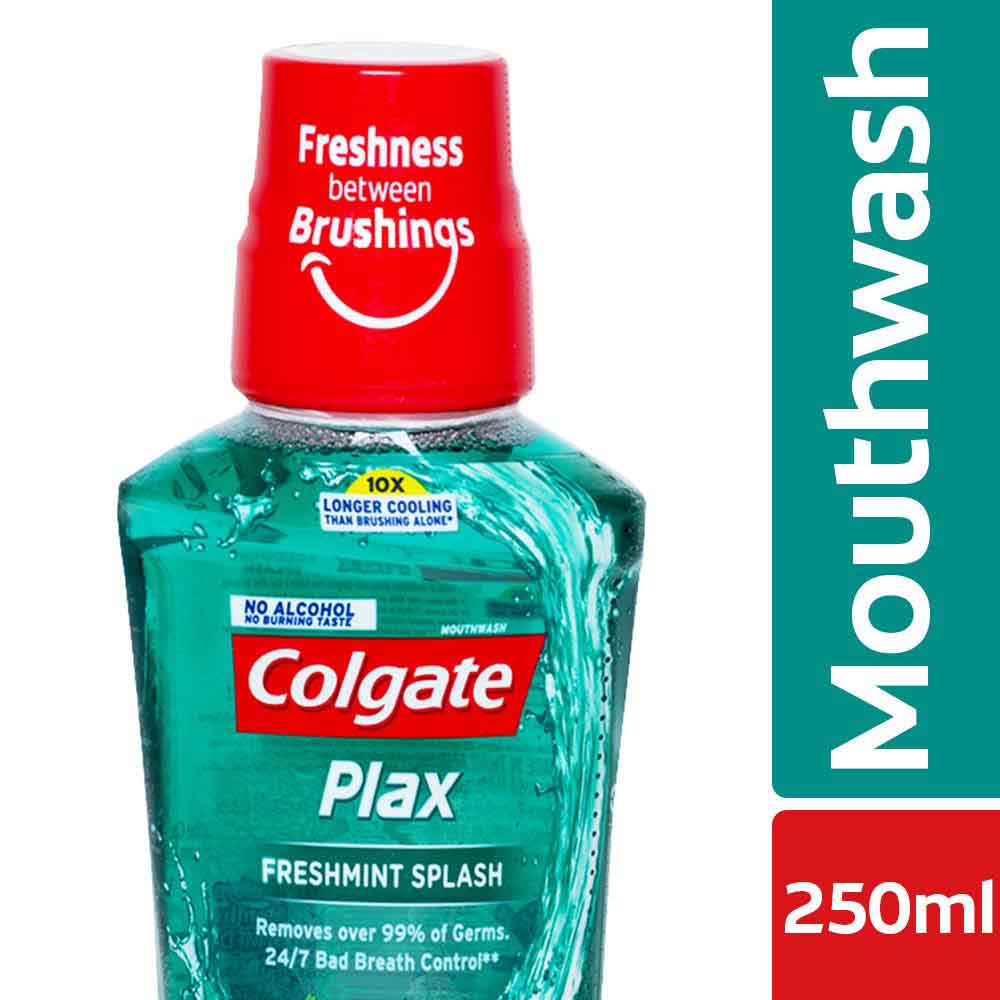 Freshness
between
Brushings
10X
LONGER COOLING
THAN BRUSHING ALONE*
NO ALCOHOL
NO BURNING TASTE
MOUTHWASH
Colgate
Plax
FRESHMINT SPLASH
Removes over 99% of Germs.
24/7 Bad Breath Control**
Mouthwash
250ml